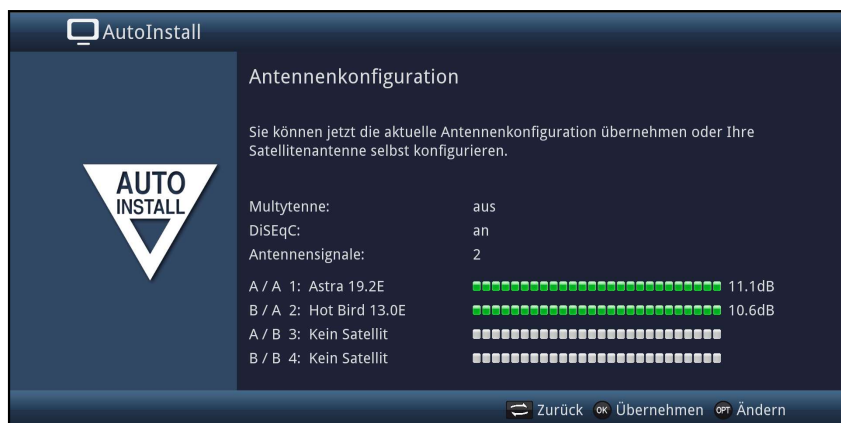 AutoInstall
Antennenkonfiguration
Sie können jetzt die aktuelle Antennenkonfiguration übernehmen oder Ihre
Satellitenantenne selbst konfigurieren.
AUTO
INSTALL
Multytenne: aus
DiSEqC: an
Antennensignale: 2
A / A 1: Astra 19.2E 11.1dB
B / A 2: Hot Bird 13.0E 10.6dB
A / B 3: Kein Satellit
B / B 4: Kein Satellit
Zurück OK Übernehmen OPT Ändern